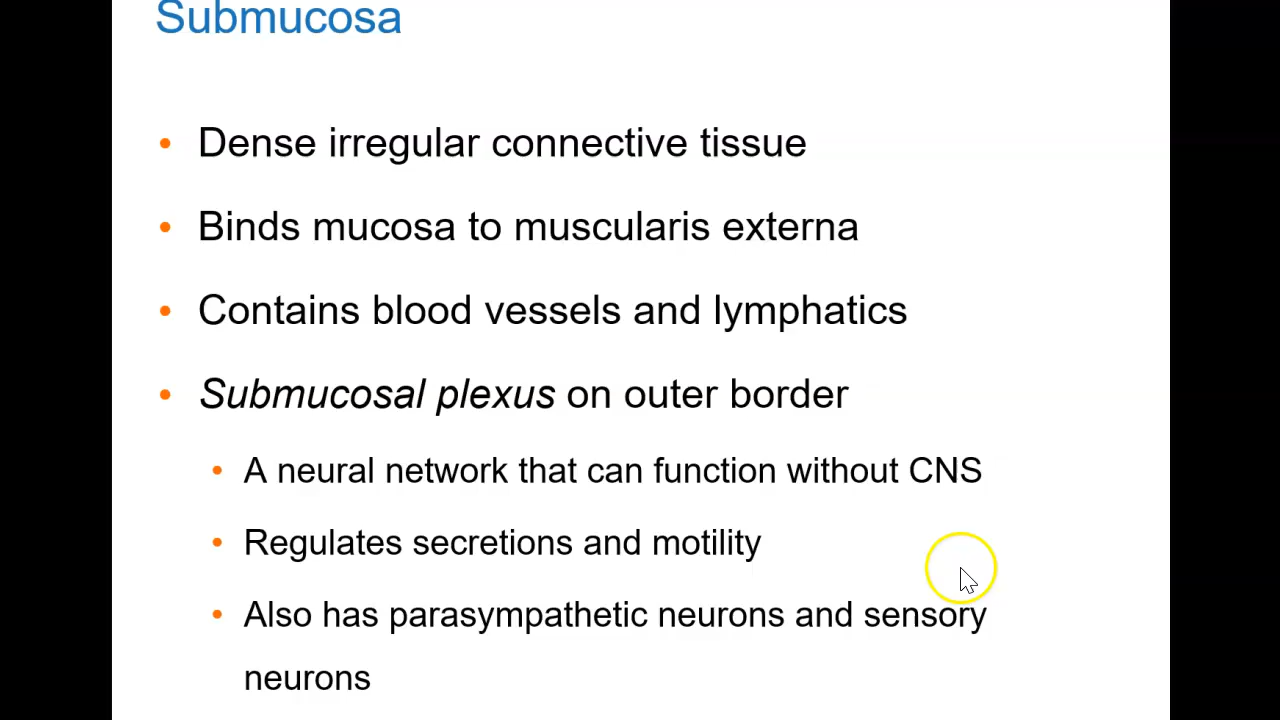 Submucosa
• Dense irregular connective tissue
• Binds mucosa to muscularis externa
• Contains blood vessels and lymphatics
• Submucosal plexus on outer border
• A neural network that can function without CNS
• Regulates secretions and motility
• Also has parasympathetic neurons and sensory
neurons